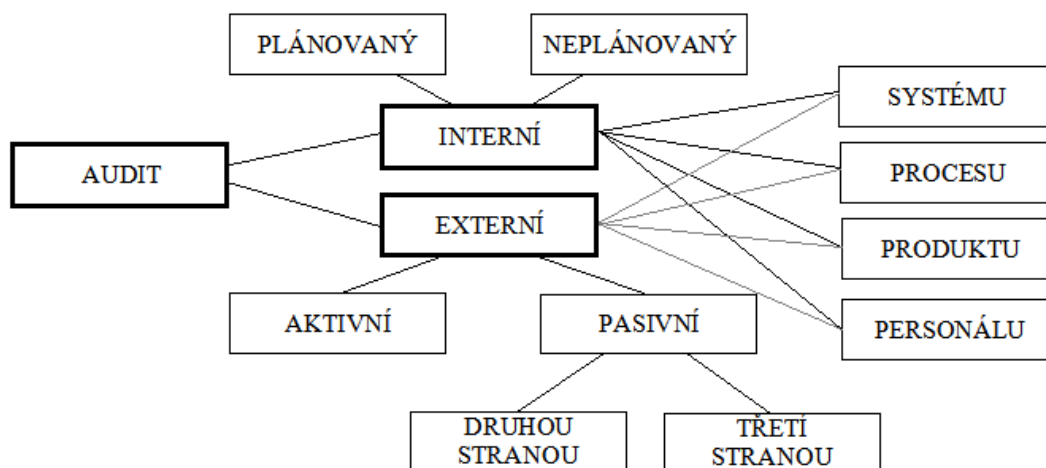 PLÁNOVANÝ
NEPLÁNOVANÝ
SYSTÉMU
INTERNÍ
AUDIT
PROCESU
EXTERNÍ
PRODUKTU
AKTIVNÍ
PASIVNÍ
PERSONÁLU
DRUHOU
STRANOU
TŘETÍ
STRANOU